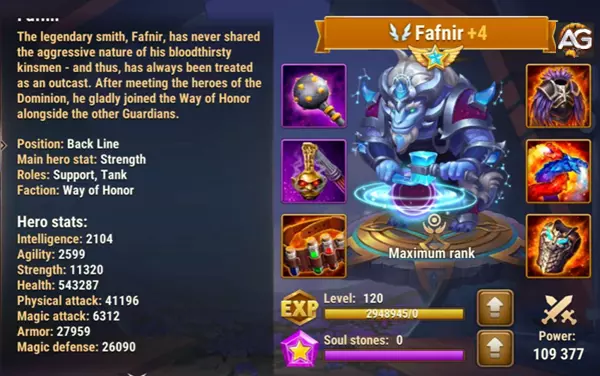 Fafnir
The legendary smith, Fafnir, has never shared
the aggressive nature of his bloodthirsty
kinsmen - and thus, has always been treated
as an outcast. After meeting the heroes of the
Dominion, he gladly joined the Way of Honor
alongside the other Guardians.
Position: Back Line
Main hero stat: Strength
Roles: Support, Tank
Faction: Way of Honor
Hero stats:
Intelligence: 2104
Agility: 2599
Strength: 11320
Health: 543287
Physical attack: 41196
Magic attack: 6312
Armor: 27959
Magic defense: 26090
Fafnir +4
AG
Maximum rank
EXP
Level: 120
2948945/0
Soul stones: 0
Power:
109 377